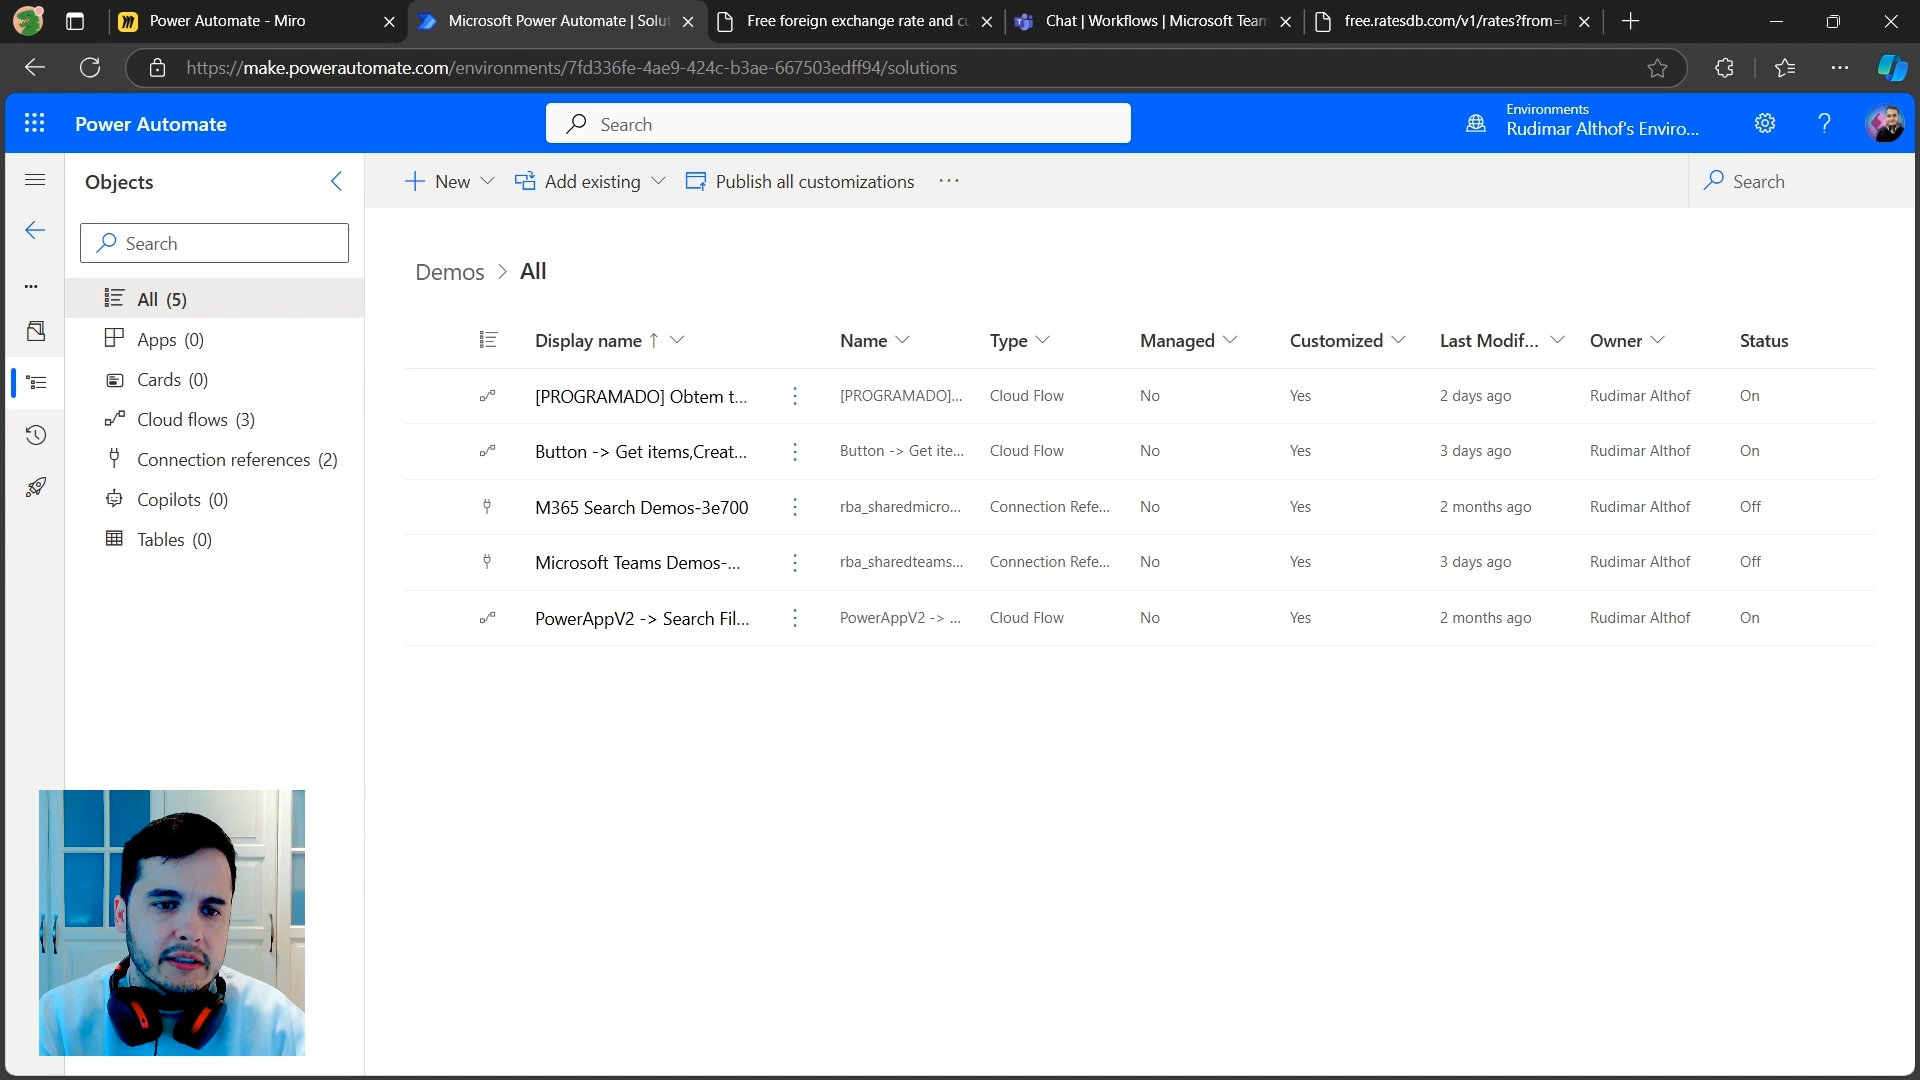 Power Automate - Miro
Microsoft Power Automate | Solut
Free foreign exchange rate and cu
Chat | Workflows | Microsoft Team
free.ratesdb.com/v1/rates?from=E
https://make.powerautomate.com/environments/7fd336fe-4ae9-424c-b3ae-667503edff94/solutions
Power Automate
Search
Environments
Rudimar Althof's Enviro...
Objects
New
Add existing
Publish all customizations
Search
Search
All (5)
Apps (0)
Cards (0)
Cloud flows (3)
Connection references (2)
Copilots (0)
Tables (0)
Demos > All
Display name ↑ Name Type Managed Customized Last Modif... Owner Status
[PROGRAMADO] Obtem t... [PROGRAMADO]... Cloud Flow No Yes 2 days ago Rudimar Althof On
Button -> Get items,Creat... Button -> Get ite... Cloud Flow No Yes 3 days ago Rudimar Althof On
M365 Search Demos-3e700 rba_sharedmicro... Connection Refe... No Yes 2 months ago Rudimar Althof Off
Microsoft Teams Demos-... rba_sharedteams... Connection Refe... No Yes 3 days ago Rudimar Althof Off
PowerAppV2 -> Search Fil... PowerAppV2 -> ... Cloud Flow No Yes 2 months ago Rudimar Althof On